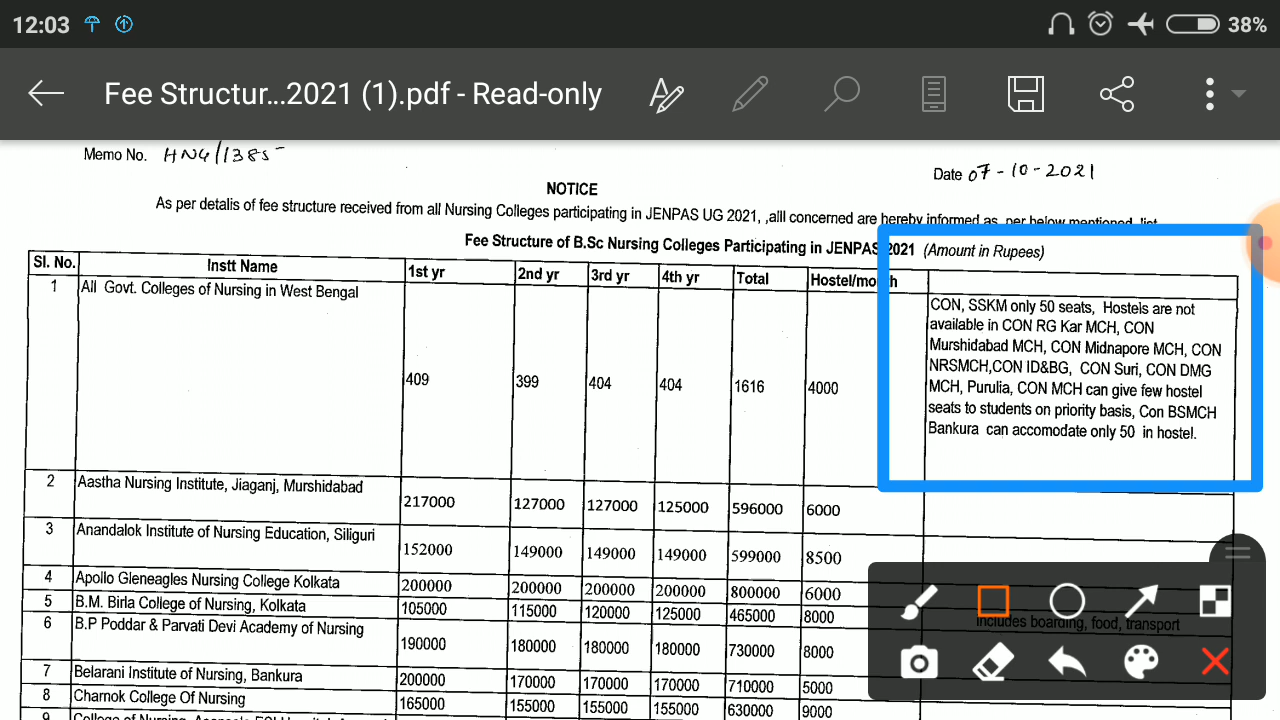 12:03 38%
Fee Structur...2021 (1).pdf - Read-only
Memo No. HNG/1385
Date 07-10-2021
NOTICE
As per detalis of fee structure received from all Nursing Colleges participating in JENPAS UG 2021, ,alll concerned are hereby informed as per below mentioned list
Fee Structure of B.Sc Nursing Colleges Participating in JENPAS 2021 (Amount in Rupees)
Sl. No. Instt Name 1st yr 2nd yr 3rd yr 4th yr Total Hostel/month
1 All Govt. Colleges of Nursing in West Bengal 409 399 404 404 1616 4000
CON, SSKM only 50 seats, Hostels are not
available in CON RG Kar MCH, CON
Murshidabad MCH, CON Midnapore MCH, CON
NRSMCH,CON ID&BG, CON Suri, CON DMG
MCH, Purulia, CON MCH can give few hostel
seats to students on priority basis, Con BSMCH
Bankura can accomodate only 50 in hostel.
2 Aastha Nursing Institute, Jiaganj, Murshidabad 217000 127000 127000 125000 596000 6000
3 Anandalok Institute of Nursing Education, Siliguri 152000 149000 149000 149000 599000 8500
4 Apollo Gleneagles Nursing College Kolkata 200000 200000 200000 200000 800000 6000
5 B.M. Birla College of Nursing, Kolkata 105000 115000 120000 125000 465000 8000
includes boarding, food, transport
6 B.P Poddar & Parvati Devi Academy of Nursing 190000 180000 180000 180000 730000 8000
7 Belarani Institute of Nursing, Bankura 200000 170000 170000 170000 710000 5000
8 Charnok College Of Nursing 165000 155000 155000 155000 630000 9000
9 College of Nursing,